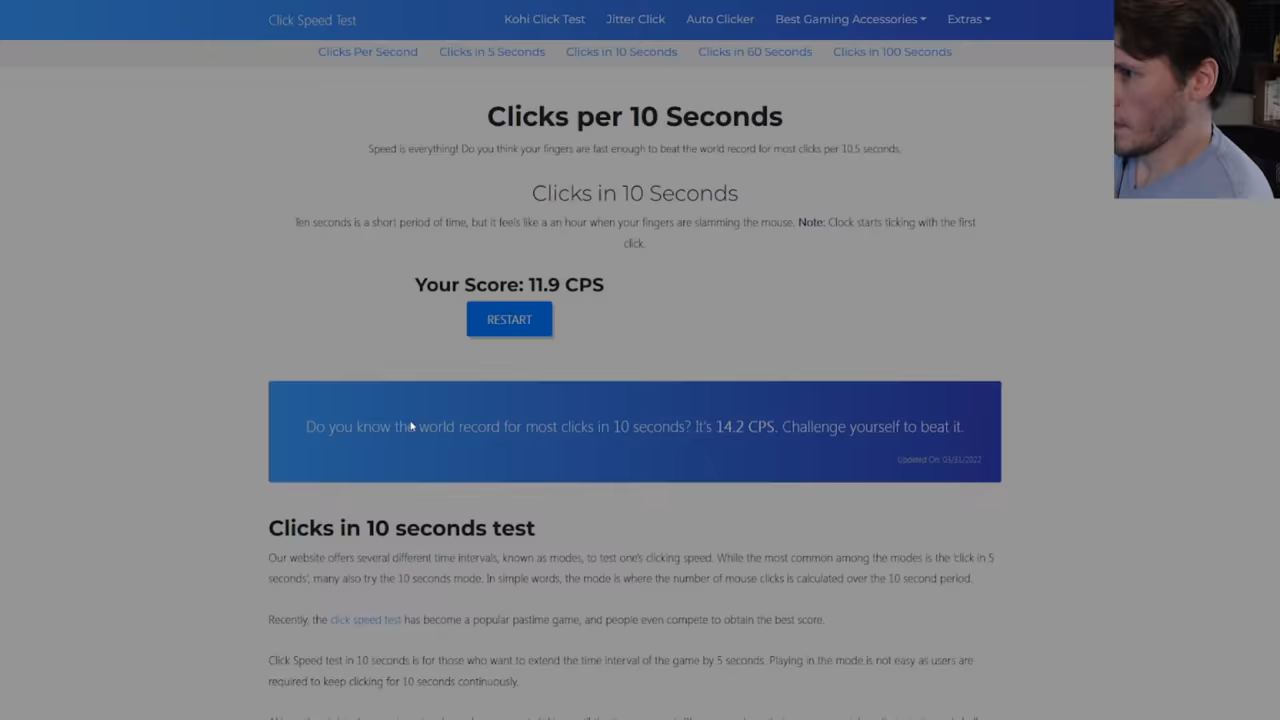 Click Speed Test
Kohi Click Test
Jitter Click
Auto Clicker
Best Gaming Accessories
Extras
Clicks Per Second
Clicks in 5 Seconds
Clicks in 10 Seconds
Clicks in 60 Seconds
Clicks in 100 Seconds
Clicks per 10 Seconds
Speed is everything! Do you think your fingers are fast enough to beat the world record for most clicks per 10.5 seconds.
Clicks in 10 Seconds
Ten seconds is a short period of time, but it feels like a an hour when your fingers are slamming the mouse. Note: Clock starts ticking with the first
click.
Your Score: 11.9 CPS
RESTART
Do you know the world record for most clicks in 10 seconds? It's 14.2 CPS. Challenge yourself to beat it.
Updated On: 03/31/2022
Clicks in 10 seconds test
Our website offers several different time intervals, known as modes, to test one's clicking speed. While the most common among the modes is the 'click in 5
seconds', many also try the 10 seconds mode. In simple words, the mode is where the number of mouse clicks is calculated over the 10 second period.
Recently, the click speed test has become a popular pastime game, and people even compete to obtain the best score.
Click Speed test in 10 seconds is for those who want to extend the time interval of the game by 5 seconds. Playing in the mode is not easy as users are
required to keep clicking for 10 seconds continuously.